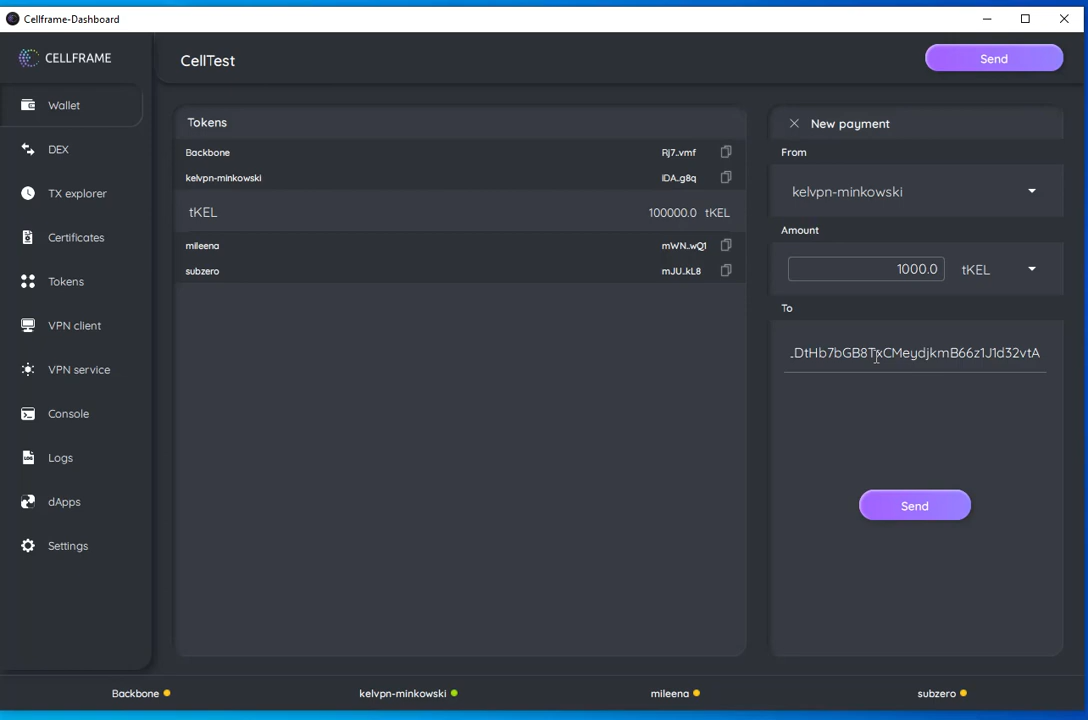 Cellframe-Dashboard
CELLFRAME
CellTest
Send
Wallet
DEX
TX explorer
Certificates
Tokens
VPN client
VPN service
Console
Logs
dApps
Settings
Tokens
Backbone Rj7..vmf
kelvpn-minkowski iDA..g8q
tKEL 100000.0 tKEL
mileena mWN..wQ1
subzero mJU..kL8
New payment
From
kelvpn-minkowski
Amount
1000.0 tKEL
To
.DtHb7bGB8TxCMeydjkmB66z1J1d32vtA
Send
Backbone
kelvpn-minkowski
mileena
subzero